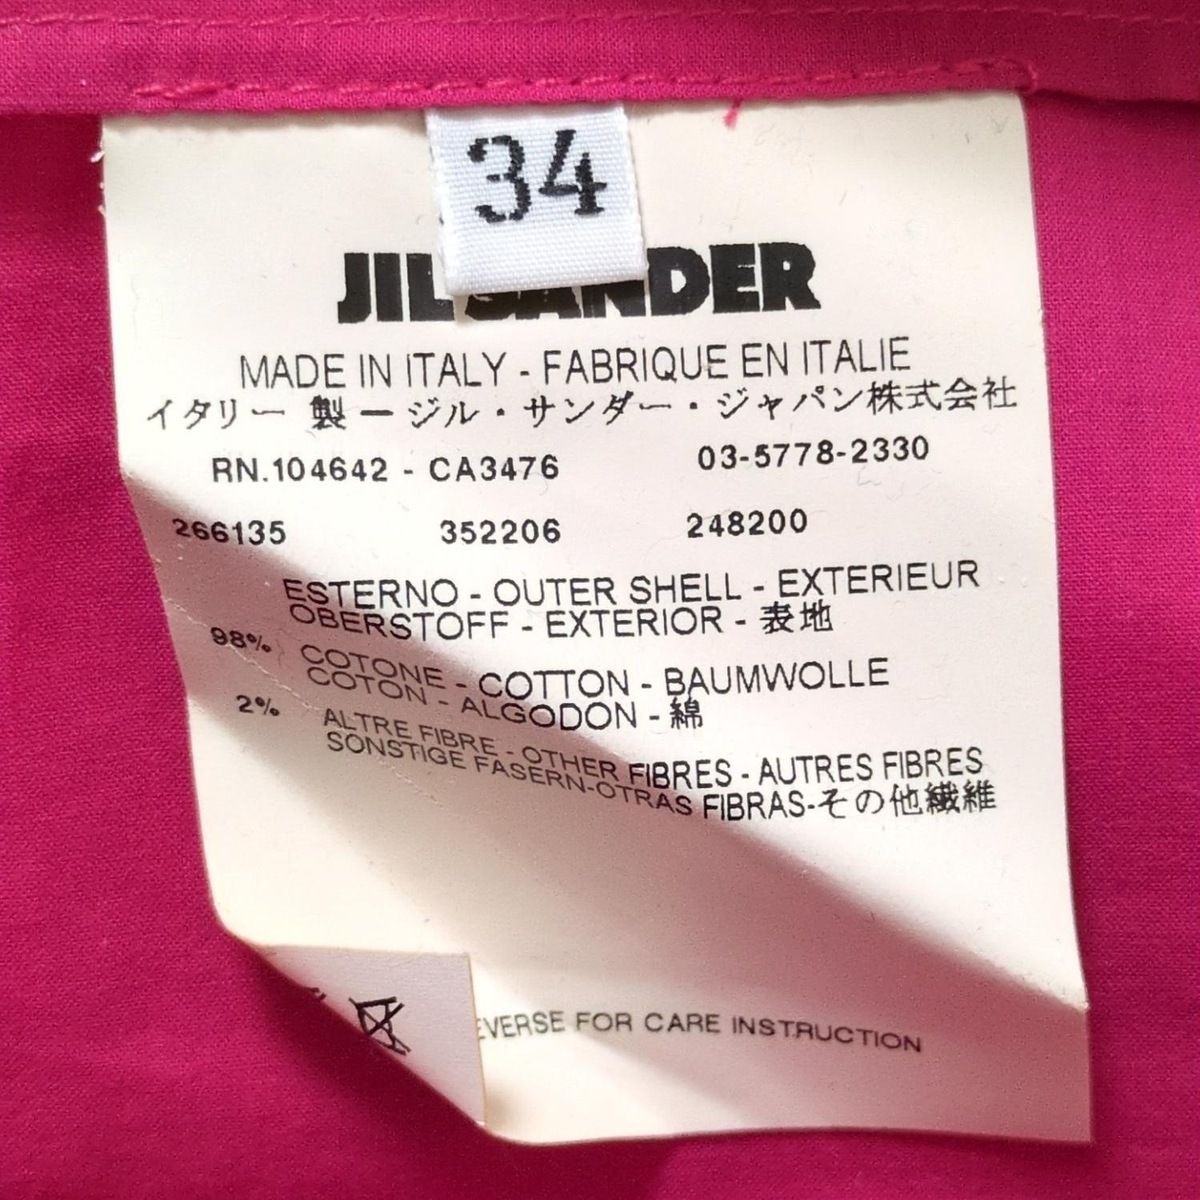 34
JIL SANDER
MADE IN ITALY - FABRIQUE EN ITALIE
イタリー 製 ー ジル・サンダー・ジャパン株式会社
RN.104642 - CA3476 03-5778-2330
266135 352206 248200
ESTERNO - OUTER SHELL - EXTERIEUR
OBERSTOFF - EXTERIOR - 表地
98% COTONE - COTTON - BAUMWOLLE
COTON - ALGODON - 綿
2% ALTRE FIBRE - OTHER FIBRES - AUTRES FIBRES
SONSTIGE FASERN-OTRAS FIBRAS-その他繊維
EVERSE FOR CARE INSTRUCTION